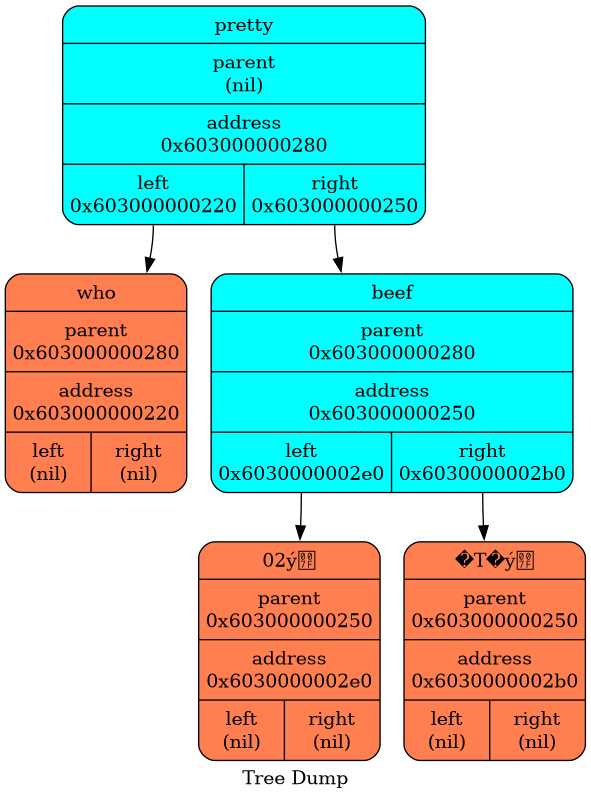 pretty
parent
(nil)
address
0x603000000280
left
0x603000000220
right
0x603000000250
who
parent
0x603000000280
address
0x603000000220
left
(nil)
right
(nil)
beef
parent
0x603000000280
address
0x603000000250
left
0x6030000002e0
right
0x6030000002b0
02ý
parent
0x603000000250
address
0x6030000002e0
left
(nil)
right
(nil)
�T�ý
parent
0x603000000250
address
0x6030000002b0
left
(nil)
right
(nil)
Tree Dump